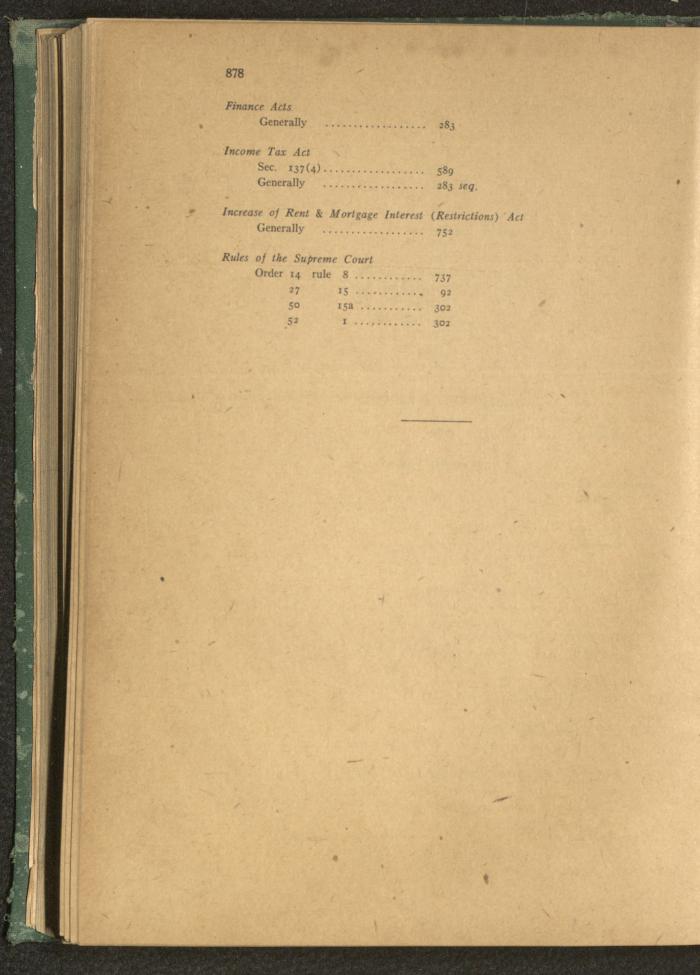 878
Finance Acts
Generally .................. 283
Income Tax Act
Sec. 137(4).................. 589
Generally .................. 283 seq.
Increase of Rent & Mortgage Interest (Restrictions) Act
Generally .................. 752
Rules of the Supreme Court
Order 14 rule 8 ............ 737
27 15 ............ 92
50 15a ........... 302
52 1 ............ 302